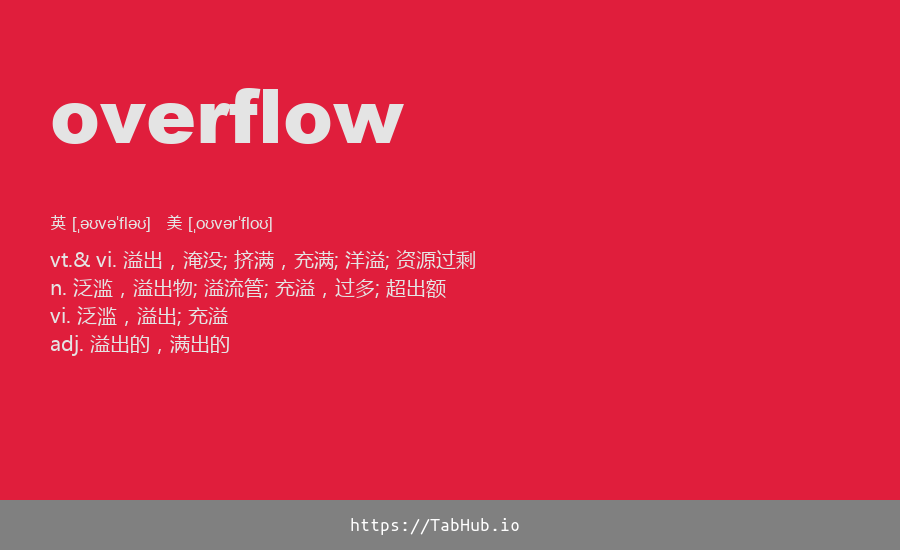 overflow
英 [ˌəʊvəˈfləʊ] 美 [ˌoʊvərˈfloʊ]
vt.& vi. 溢出，淹没; 挤满，充满; 洋溢; 资源过剩
n. 泛滥，溢出物; 溢流管; 充溢，过多; 超出额
vi. 泛滥，溢出; 充溢
adj. 溢出的，满出的
https://TabHub.io